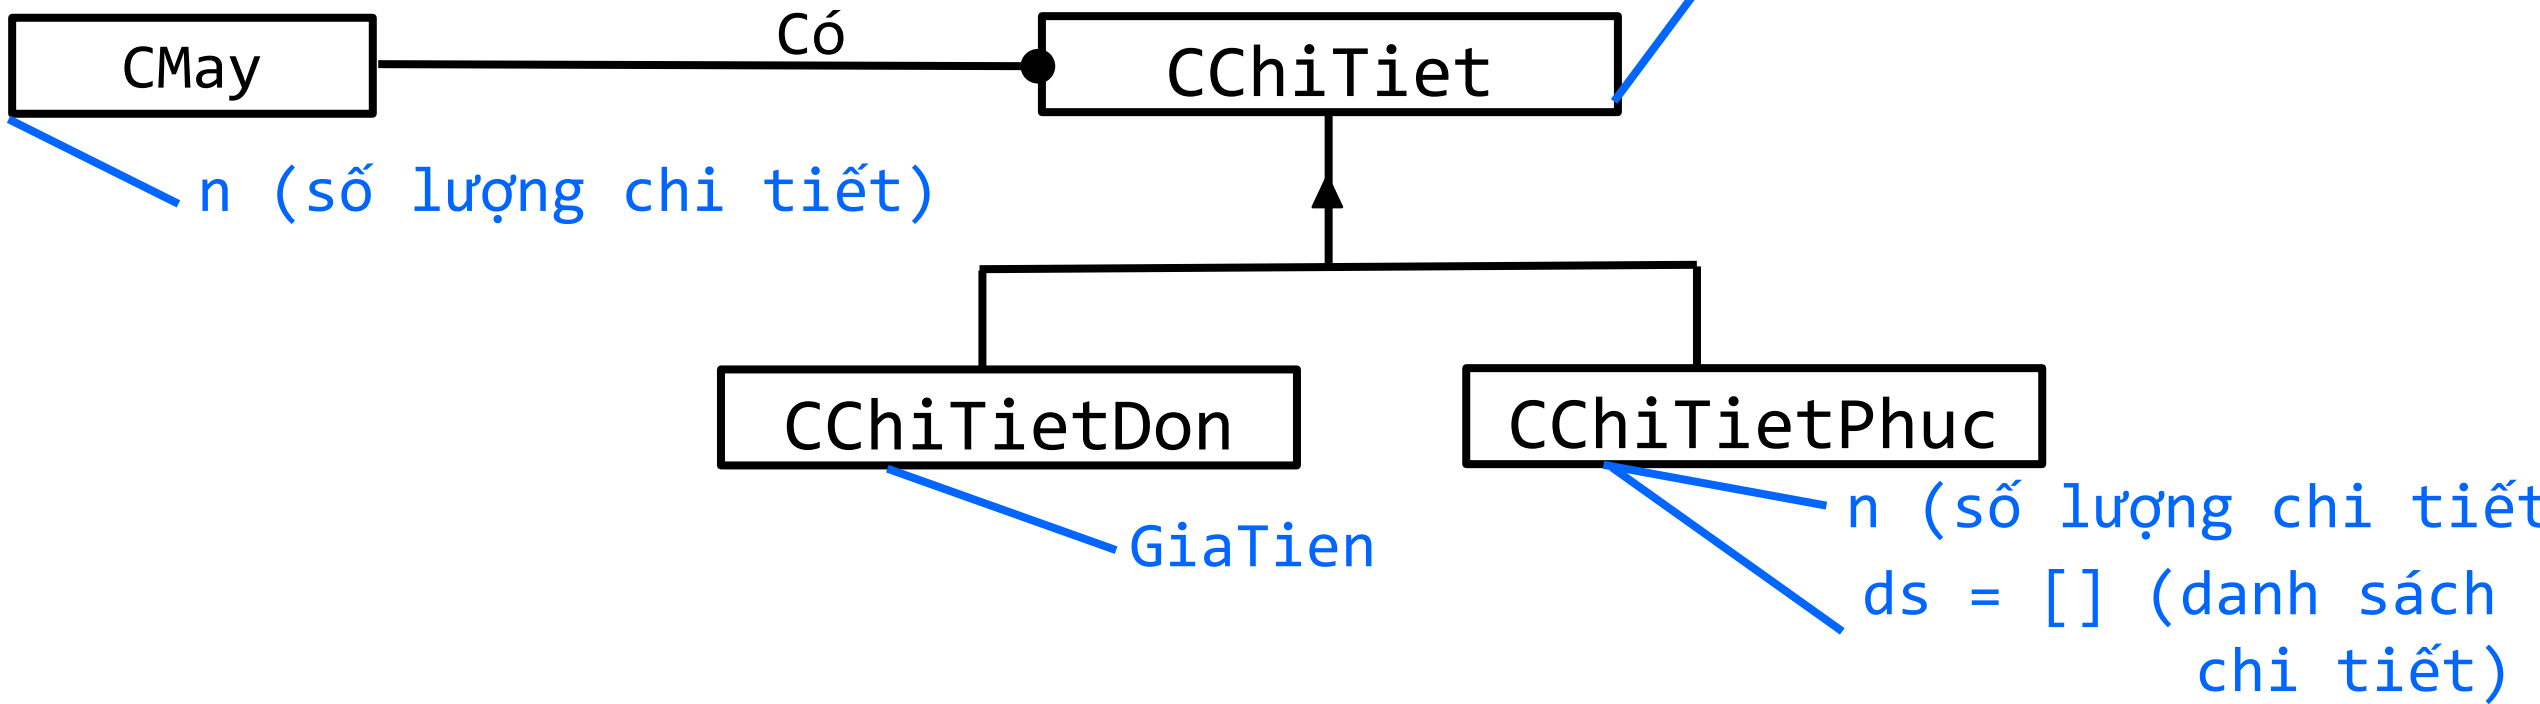 CMay
Có
CChiTiet
n (số lượng chi tiết)
CChiTietDon
CChiTietPhuc
GiaTien
n (số lượng chi tiết
ds = [] (danh sách
chi tiết)